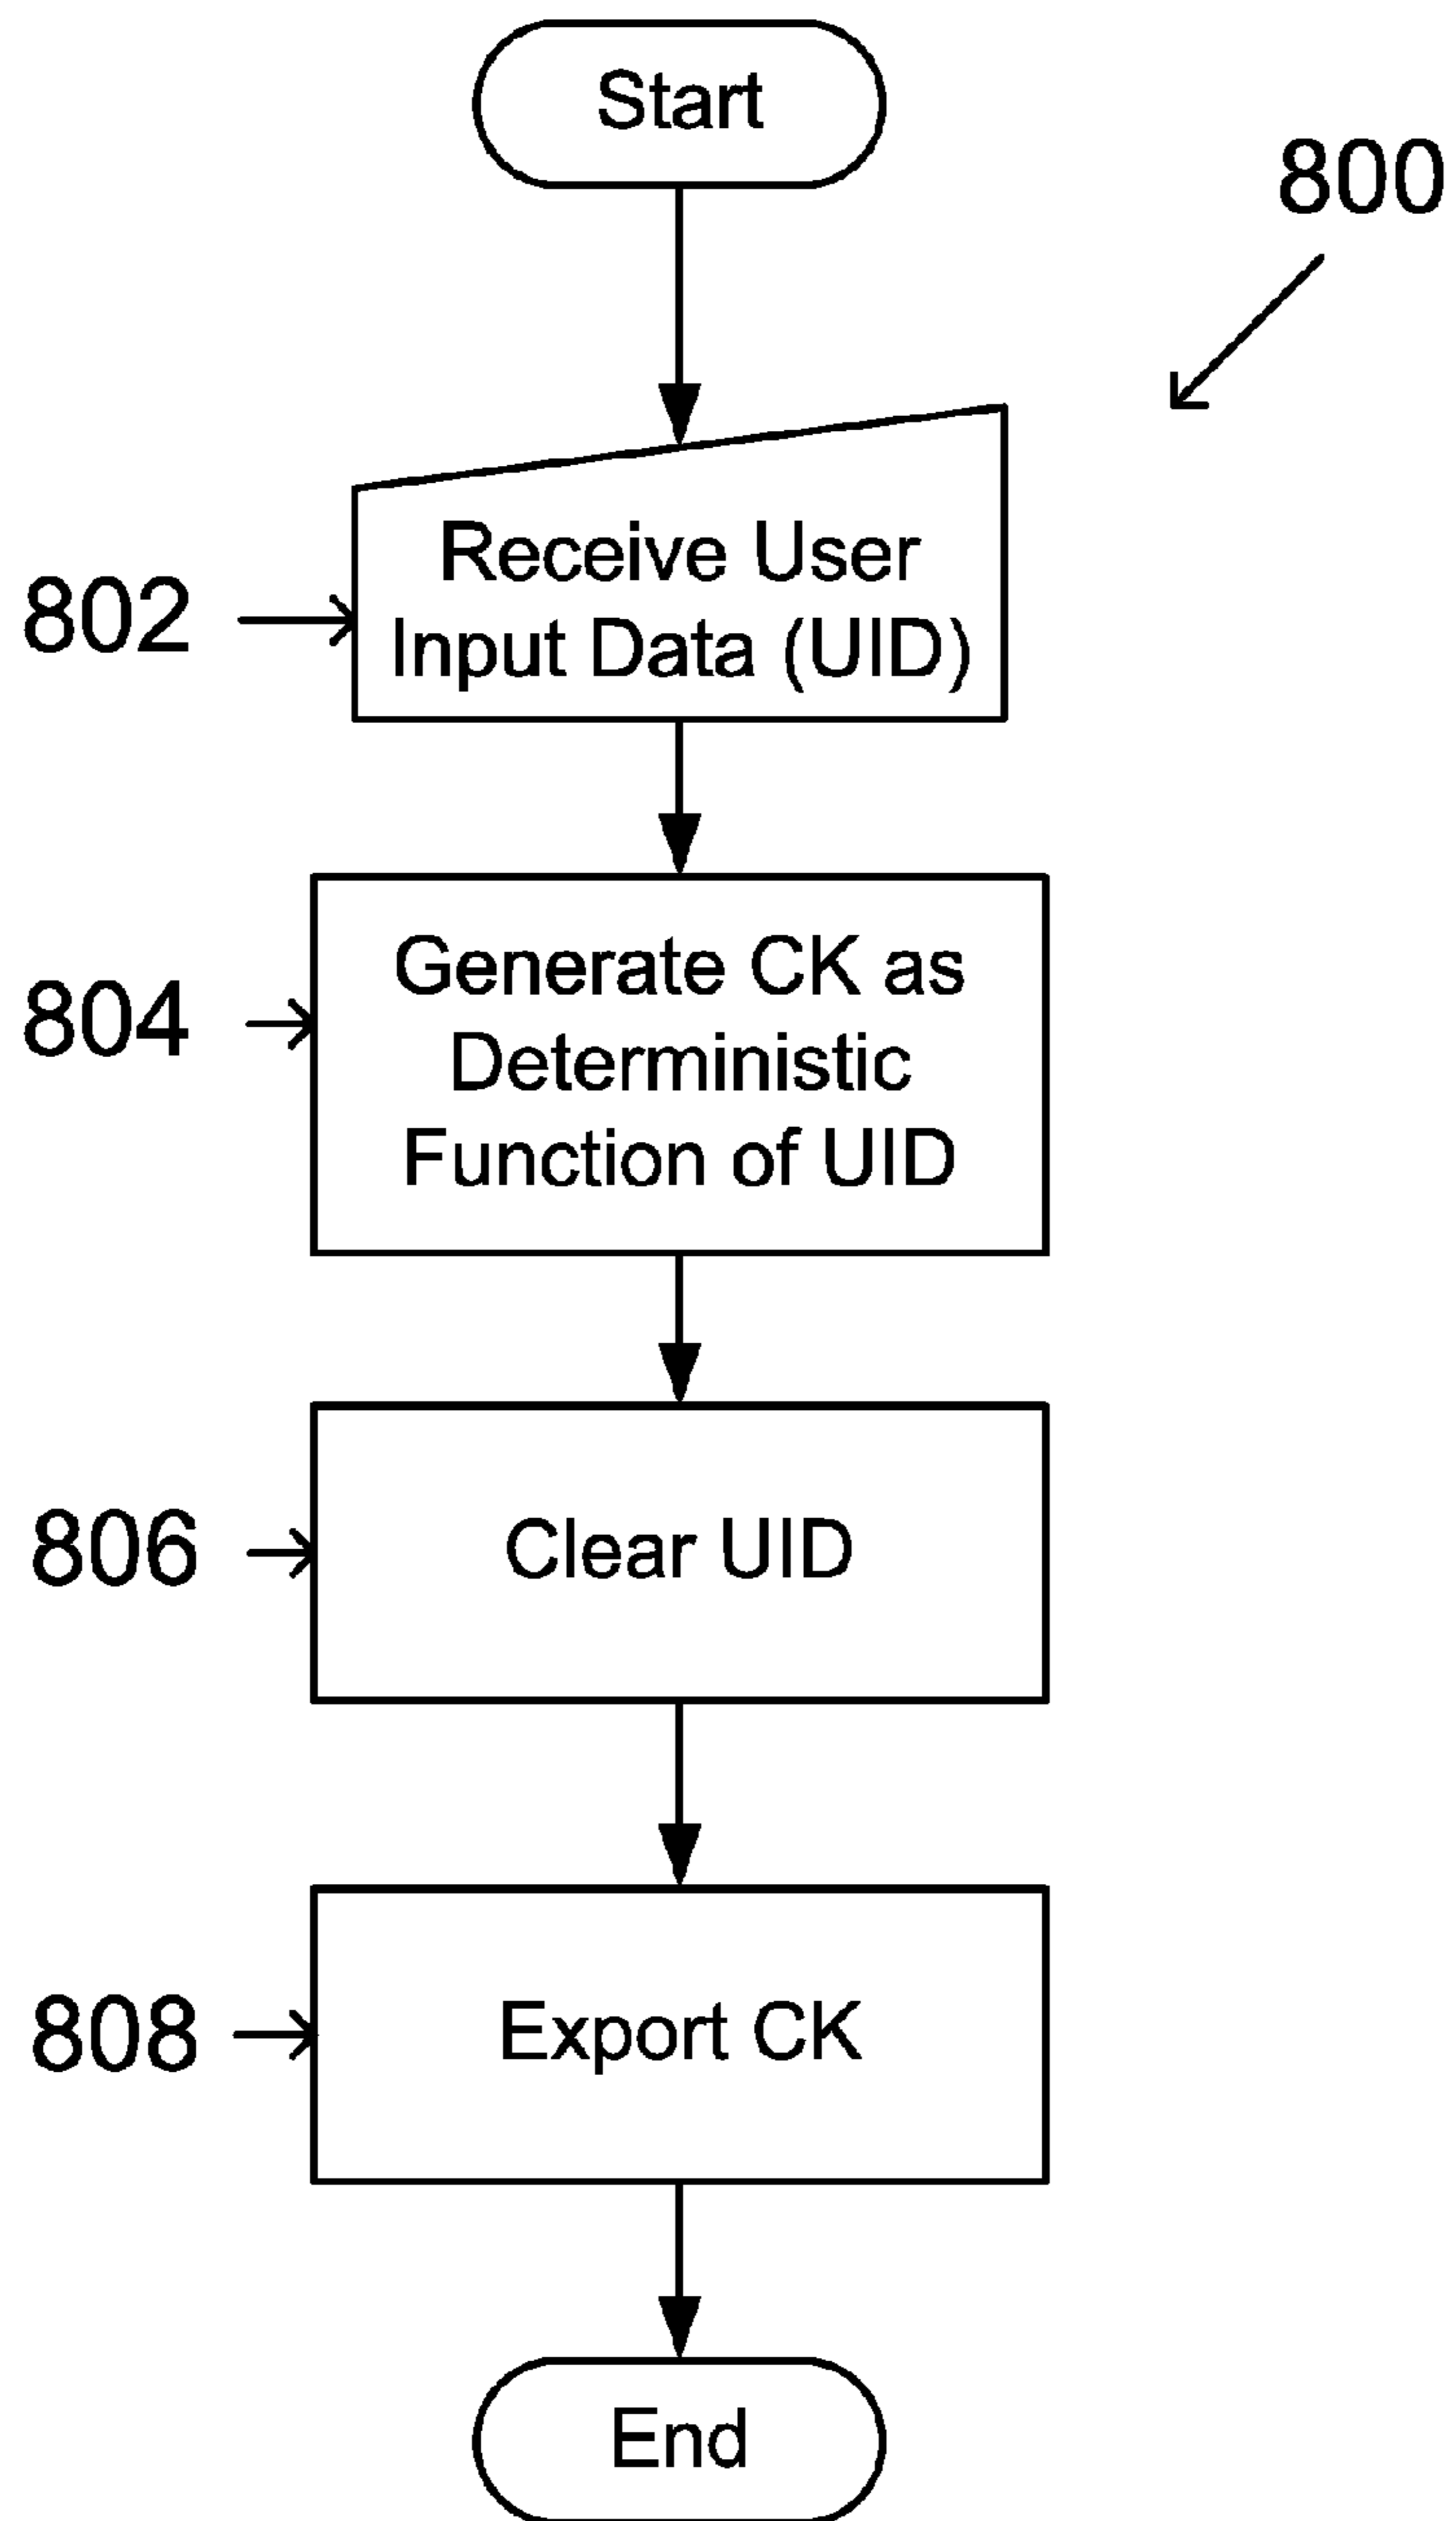 Start
800
Receive User
Input Data (UID)
802
Generate CK as
Deterministic
Function of UID
804
Clear UID
806
Export CK
808
End